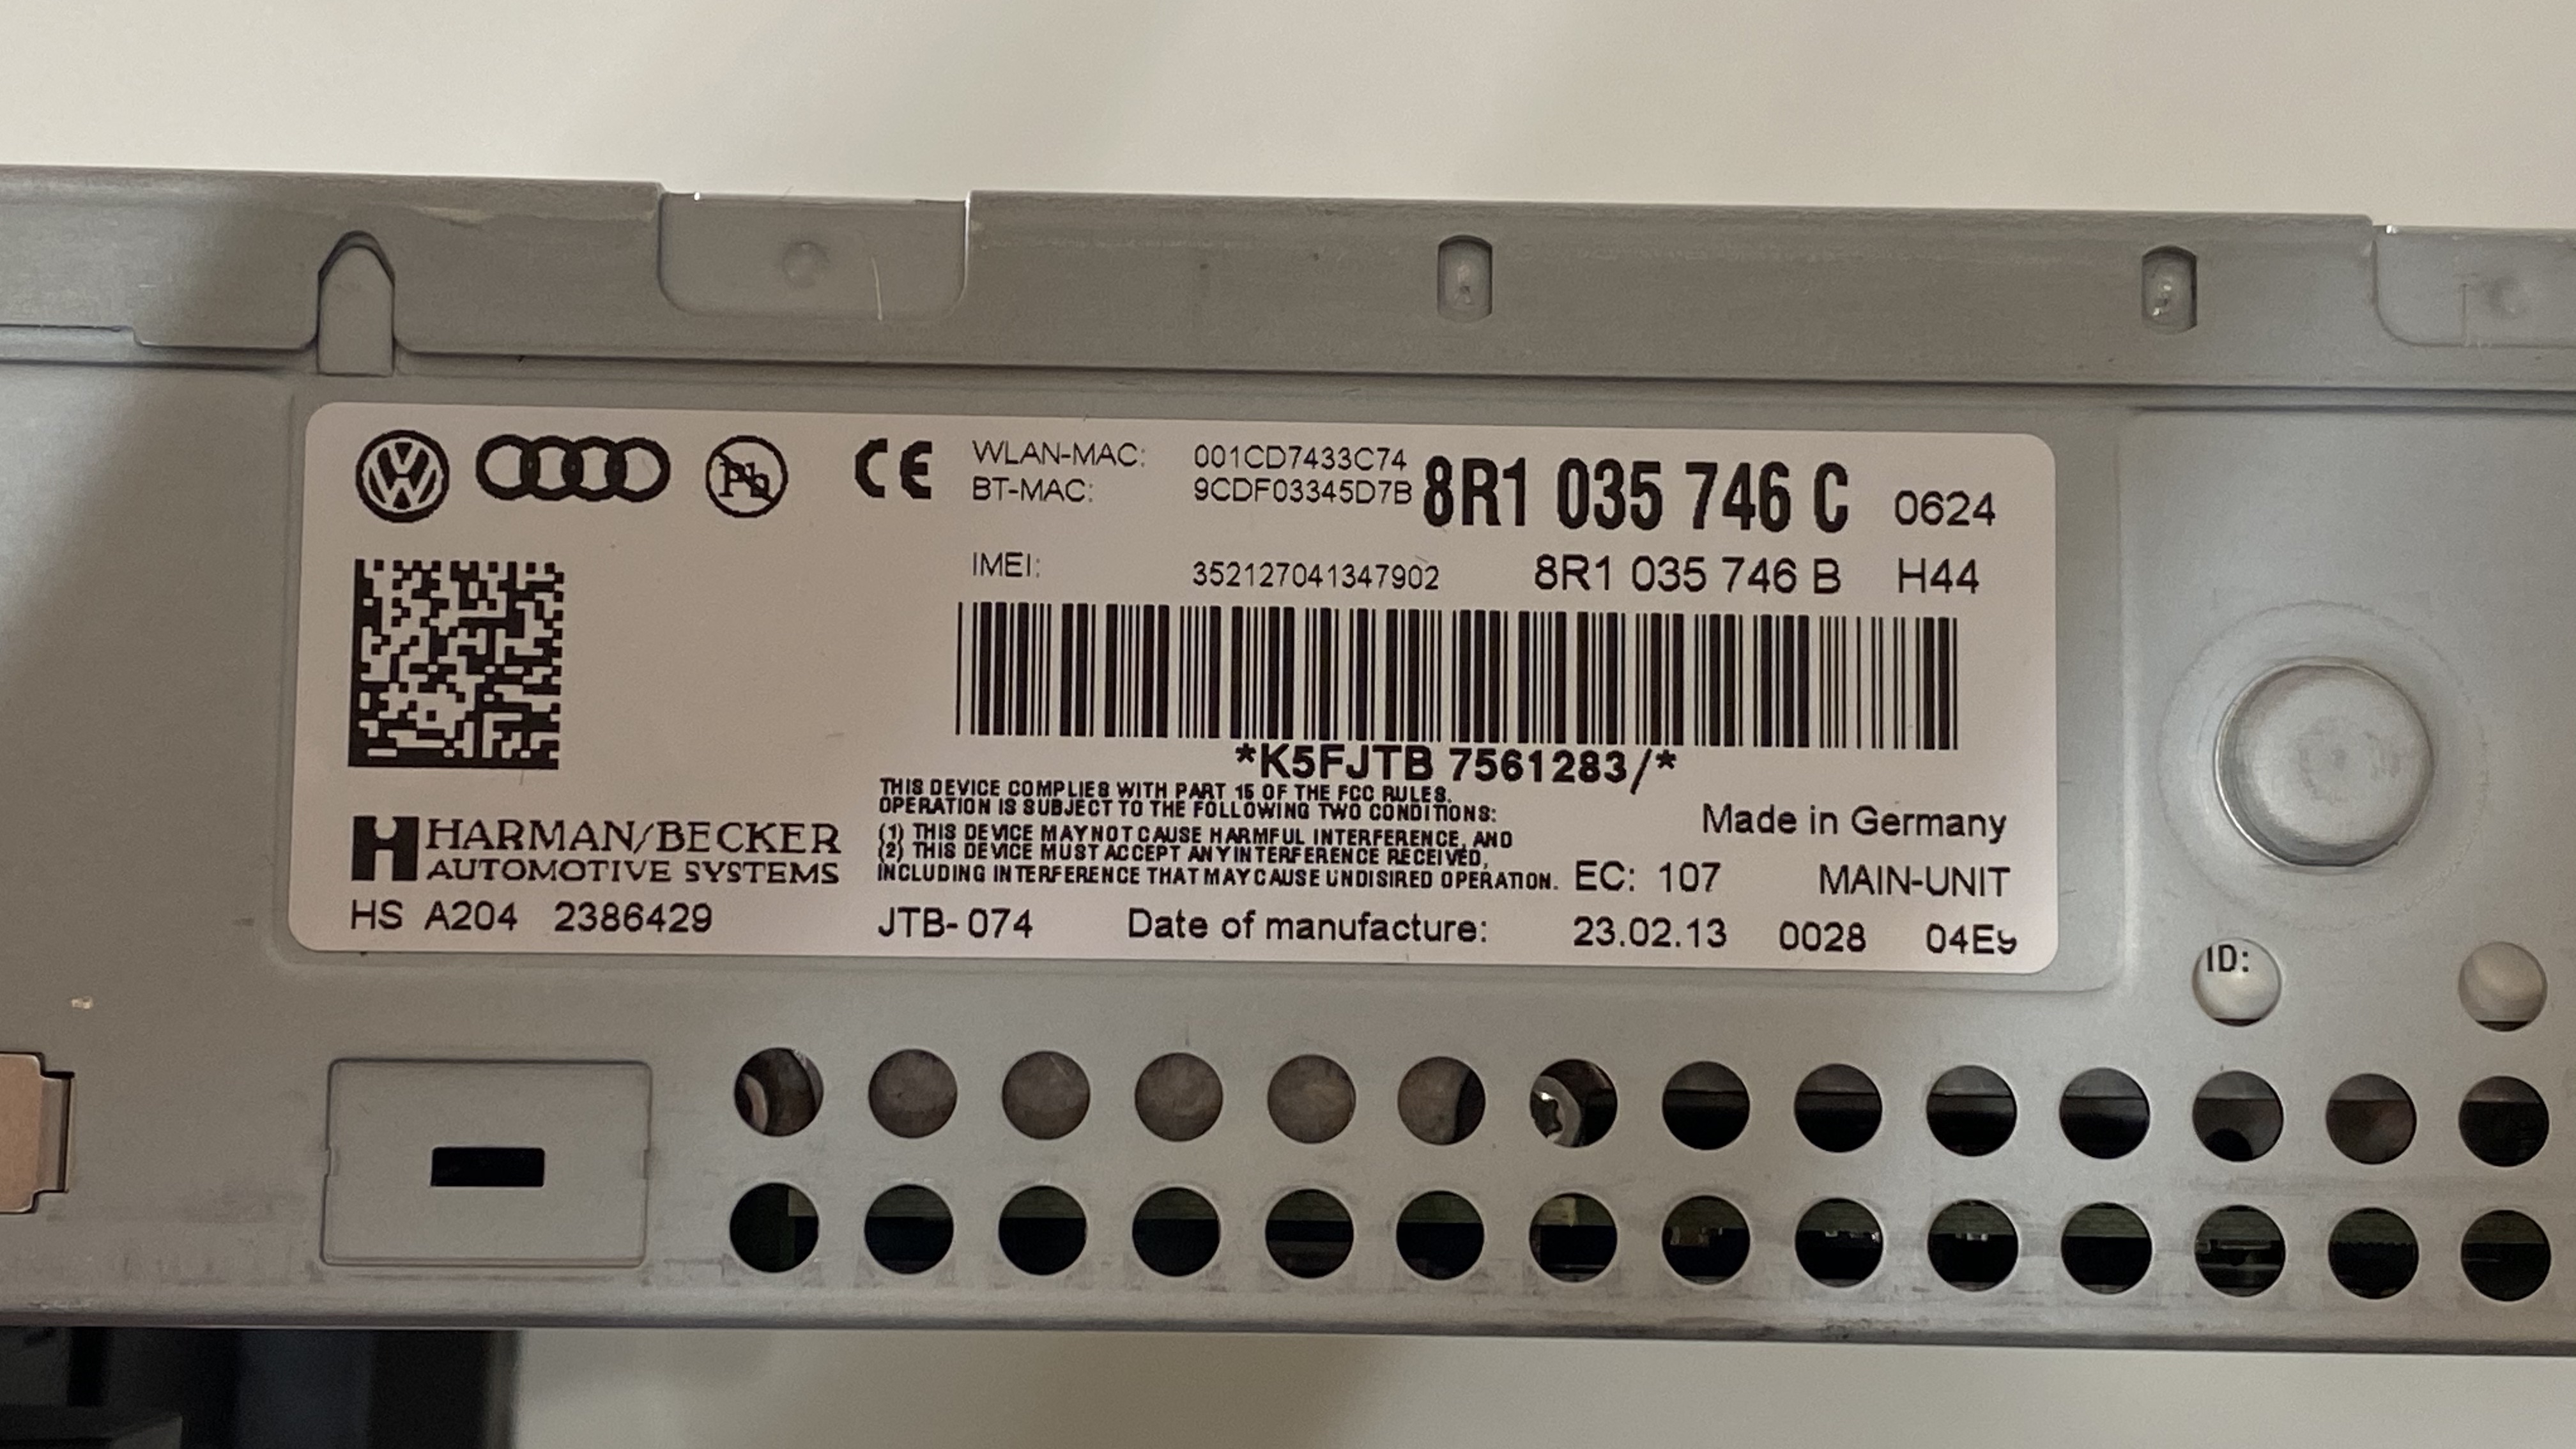 WLAN-MAC: 001CD7433C74
BT-MAC: 9CDF03345D7B
8R1 035 746 C 0624
IMEI: 352127041347902
8R1 035 746 B H44
*K5FJTB 7561283/*
THIS DEVICE COMPLIES WITH PART 15 OF THE FCC RULES.
OPERATION IS SUBJECT TO THE FOLLOWING TWO CONDITIONS:
(1) THIS DEVICE MAY NOT CAUSE HARMFUL INTERFERENCE, AND
(2) THIS DEVICE MUST ACCEPT ANY INTERFERENCE RECEIVED,
INCLUDING INTERFERENCE THAT MAY CAUSE UNDISIRED OPERATION.
Made in Germany
EC: 107 MAIN-UNIT
HARMAN/BECKER
AUTOMOTIVE SYSTEMS
HS A204 2386429
JTB-074 Date of manufacture: 23.02.13 0028 04E9
Pb
CE
VW
ID: